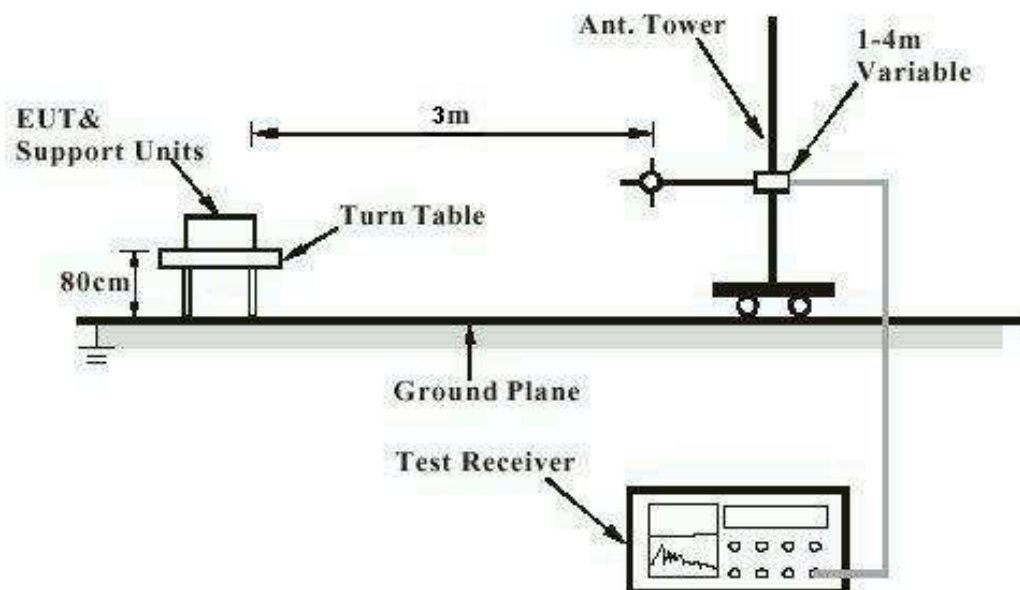 Ant. Tower
1-4m
Variable
EUT&
Support Units
3m
Turn Table
80cm
Ground Plane
Test Receiver